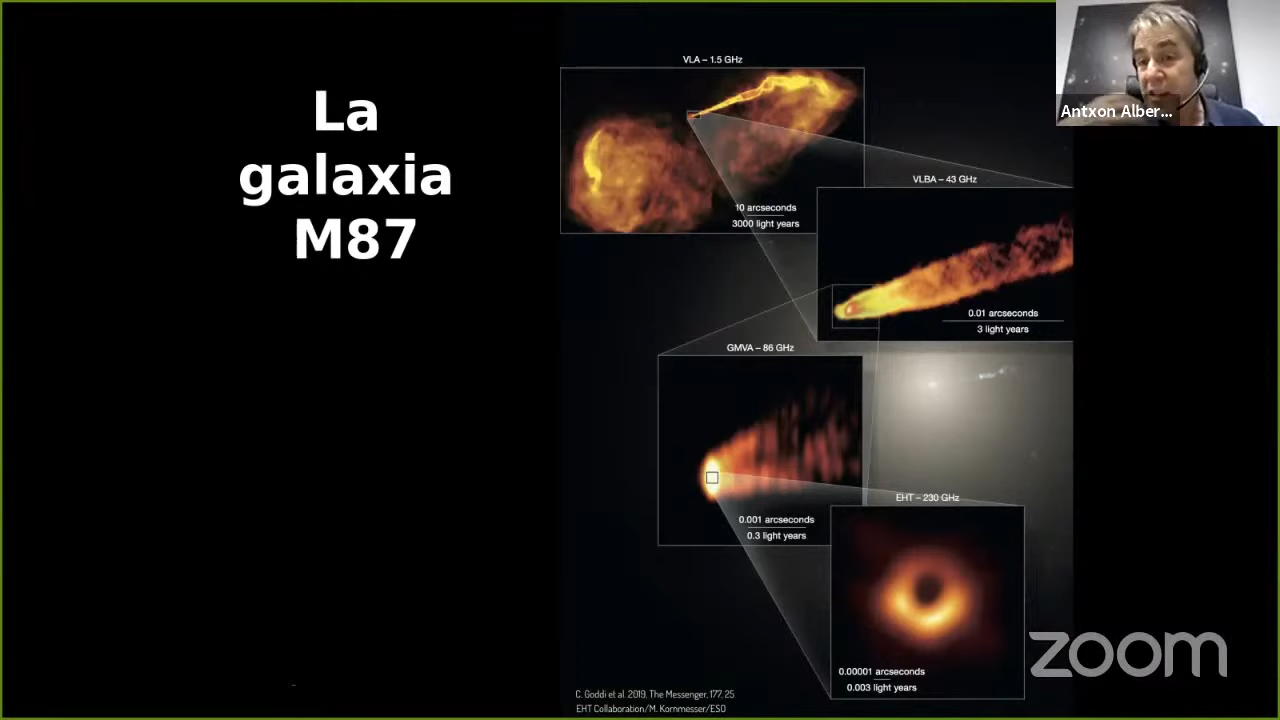 La
galaxia
M87
VLA – 1.5 GHz
10 arcseconds
3000 light years
VLBA – 43 GHz
0.01 arcseconds
3 light years
GMVA – 86 GHz
0.001 arcseconds
0.3 light years
EHT – 230 GHz
0.00001 arcseconds
0.003 light years
C. Goddi et al. 2019, The Messenger, 177, 25
EHT Collaboration/M. Kornmesser/ESO
Antxon Alber...
zoom